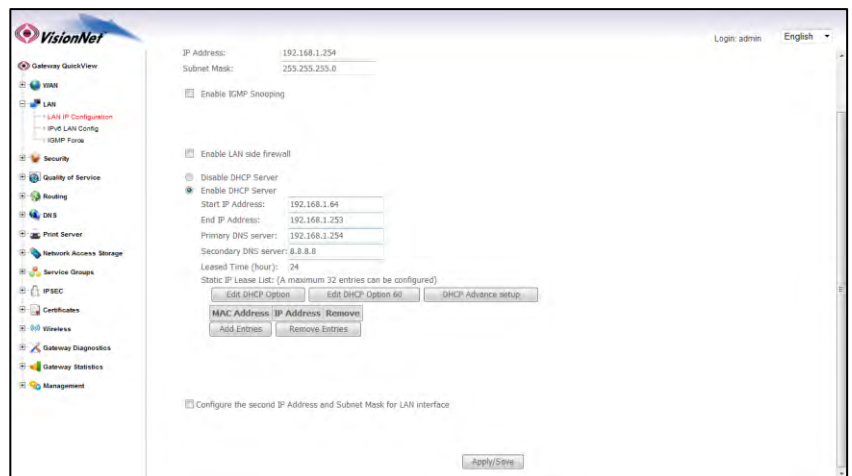 VisionNet
Login: admin
English
Gateway QuickView
WAN
LAN
LAN IP Configuration
IPv6 LAN Config
IGMP Force
Security
Quality of Service
Routing
DNS
Print Server
Network Access Storage
Service Groups
IPSEC
Certificates
Wireless
Gateway Diagnostics
Gateway Statistics
Management
IP Address: 192.168.1.254
Subnet Mask: 255.255.255.0
Enable IGMP Snooping
Enable LAN side firewall
Disable DHCP Server
Enable DHCP Server
Start IP Address: 192.168.1.64
End IP Address: 192.168.1.253
Primary DNS server: 192.168.1.254
Secondary DNS server: 8.8.8.8
Leased Time (hour): 24
Static IP Lease List: (A maximum 32 entries can be configured)
Edit DHCP Option Edit DHCP Option 60 DHCP Advance setup
MAC Address IP Address Remove
Add Entries Remove Entries
Configure the second IP Address and Subnet Mask for LAN interface
Apply/Save